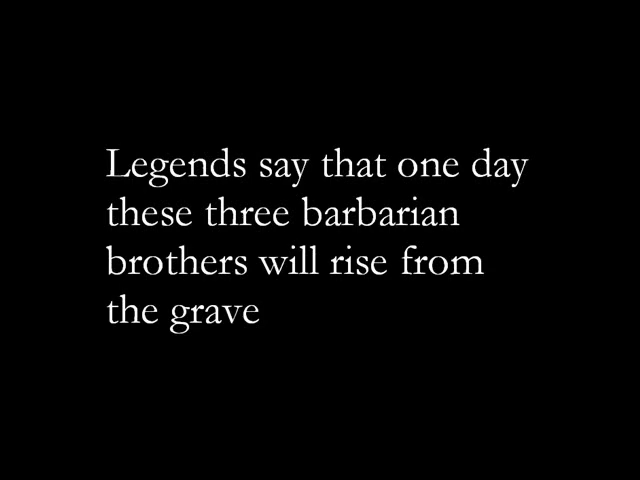 Legends say that one day
these three barbarian
brothers will rise from
the grave